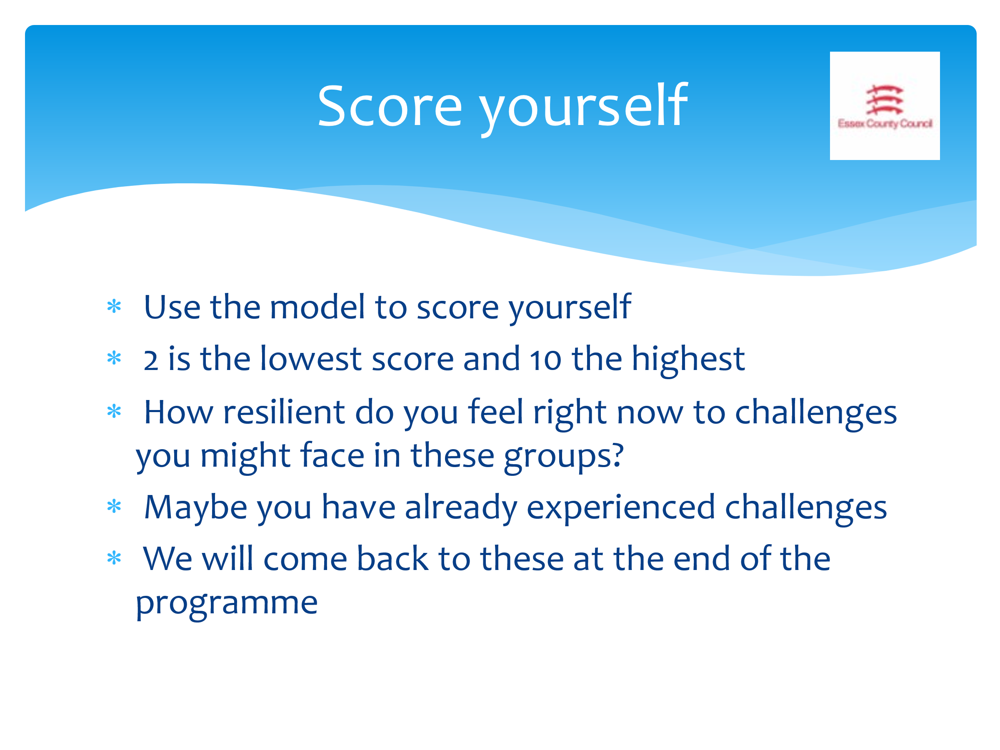 Score yourself
Essex County Council
* Use the model to score yourself
* 2 is the lowest score and 10 the highest
* How resilient do you feel right now to challenges
you might face in these groups?
* Maybe you have already experienced challenges
* We will come back to these at the end of the
programme